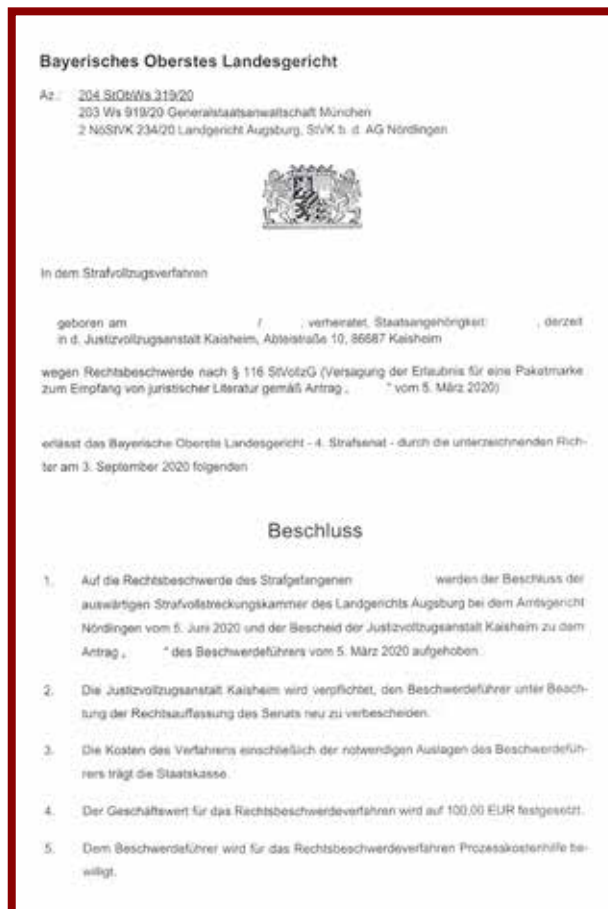 Bayerisches Oberstes Landesgericht
Az.: 204 StObWs 319/20
203 Ws 919/20 Generalstaatsanwaltschaft München
2 NöStVK 234/20 Landgericht Augsburg, StVK b. d. AG Nördlingen
In dem Strafvollzugsverfahren
geboren am / , verheiratet, Staatsangehörigkeit: , derzeit
in d. Justizvollzugsanstalt Kaisheim, Abteistraße 10, 86687 Kaisheim
wegen Rechtsbeschwerde nach § 116 StVollzG (Versagung der Erlaubnis für eine Paketmarke
zum Empfang von juristischer Literatur gemäß Antrag „ " vom 5. März 2020)
erlässt das Bayerische Oberste Landesgericht - 4. Strafsenat - durch die unterzeichnenden Rich-
ter am 3. September 2020 folgenden
Beschluss
1. Auf die Rechtsbeschwerde des Strafgefangenen werden der Beschluss der
auswärtigen Strafvollstreckungskammer des Landgerichts Augsburg bei dem Amtsgericht
Nördlingen vom 5. Juni 2020 und der Bescheid der Justizvollzugsanstalt Kaisheim zu dem
Antrag „ " des Beschwerdeführers vom 5. März 2020 aufgehoben.
2. Die Justizvollzugsanstalt Kaisheim wird verpflichtet, den Beschwerdeführer unter Beach-
tung der Rechtsauffassung des Senats neu zu verbescheiden.
3. Die Kosten des Verfahrens einschließlich der notwendigen Auslagen des Beschwerdefüh-
rers trägt die Staatskasse.
4. Der Geschäftswert für das Rechtsbeschwerdeverfahren wird auf 100,00 EUR festgesetzt.
5. Dem Beschwerdeführer wird für das Rechtsbeschwerdeverfahren Prozesskostenhilfe be-
willigt.